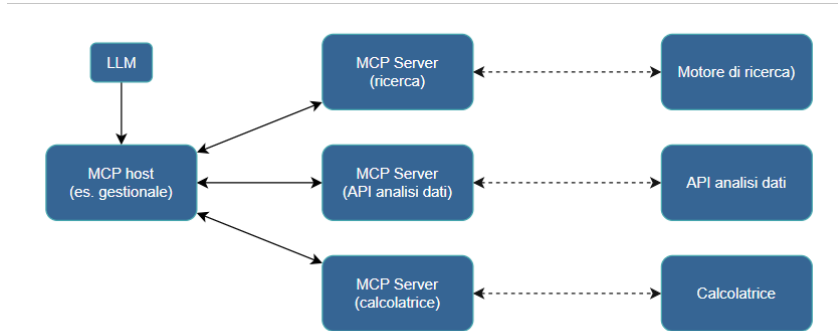 LLM
MCP Server
(ricerca)
Motore di ricerca)
MCP host
(es. gestionale)
MCP Server
(API analisi dati)
API analisi dati
MCP Server
(calcolatrice)
Calcolatrice